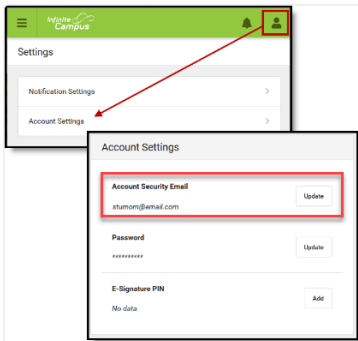 Infinite
Campus
Settings
Notification Settings
Account Settings
Account Settings
Account Security Email
Update
stumom@email.com
Password
Update
**********
E-Signature PIN
Add
No data